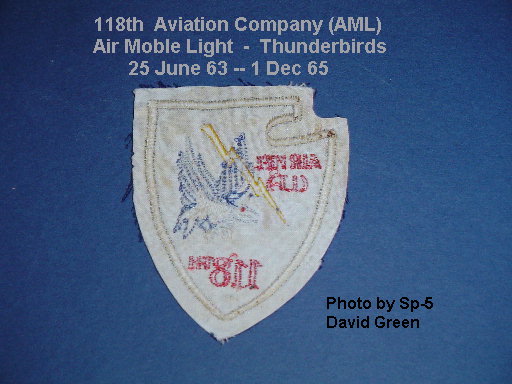 118th Aviation Company (AML)
Air Moble Light - Thunderbirds
25 June 63 -- 1 Dec 65
118TH
Photo by Sp-5
David Green